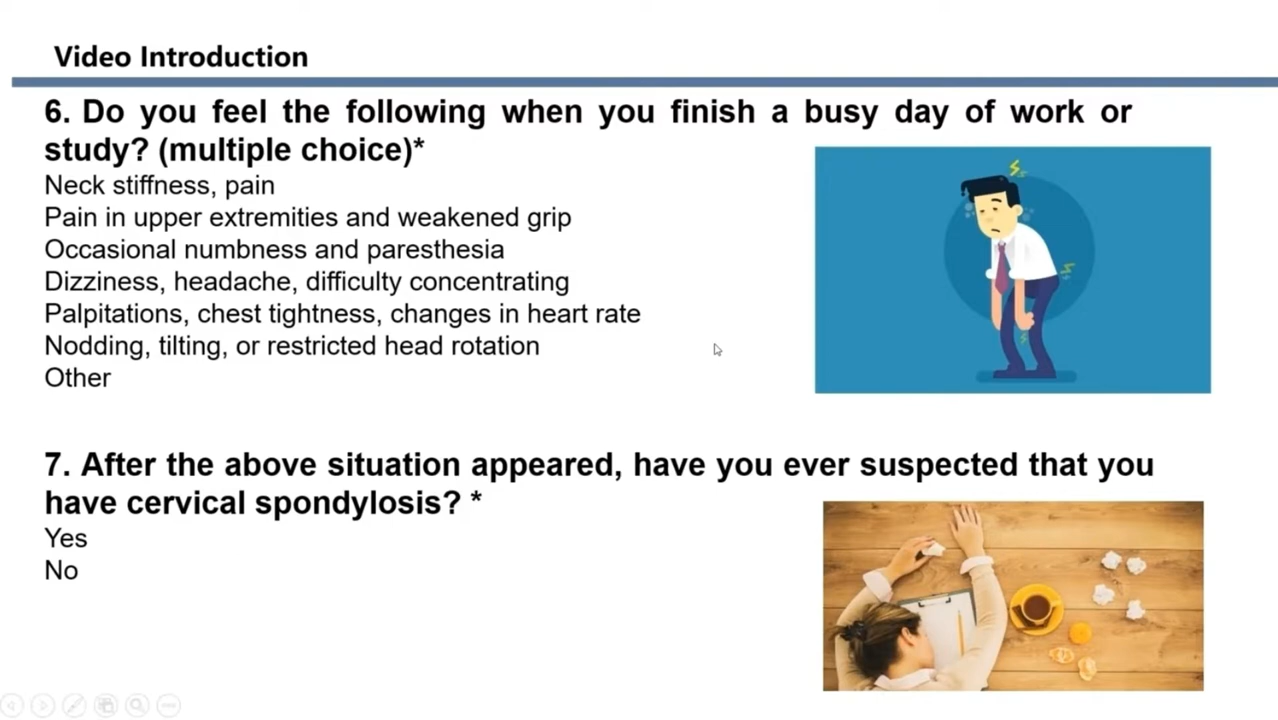 Video Introduction
6. Do you feel the following when you finish a busy day of work or
study? (multiple choice)*
Neck stiffness, pain
Pain in upper extremities and weakened grip
Occasional numbness and paresthesia
Dizziness, headache, difficulty concentrating
Palpitations, chest tightness, changes in heart rate
Nodding, tilting, or restricted head rotation
Other
7. After the above situation appeared, have you ever suspected that you
have cervical spondylosis? *
Yes
No